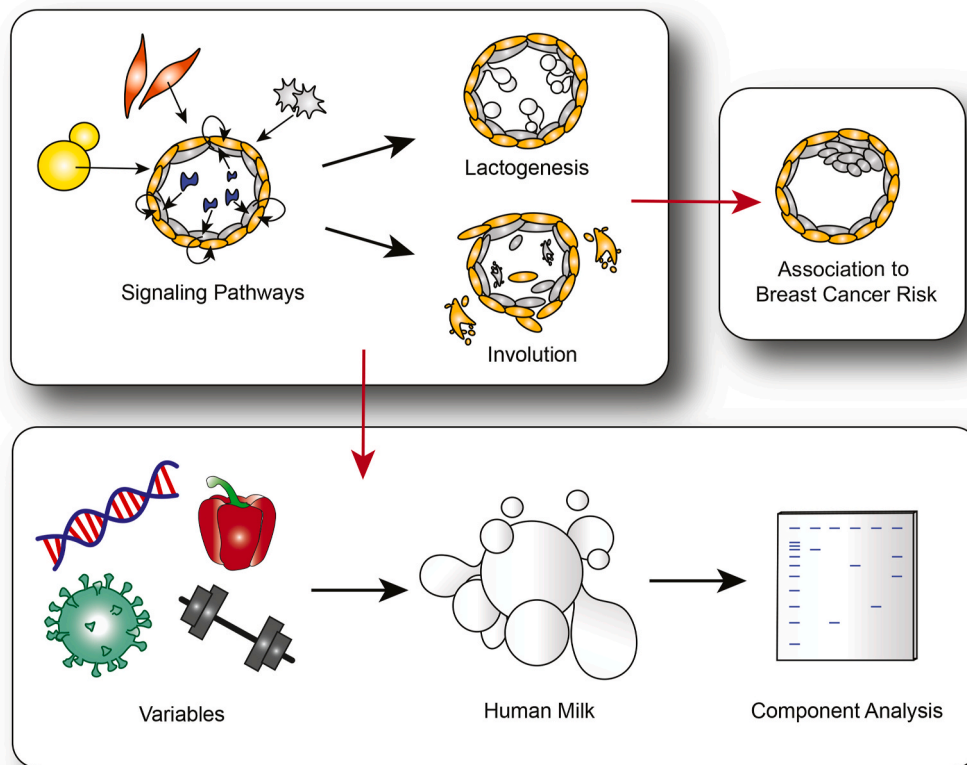 Lactogenesis
Signaling Pathways
Involution
Association to
Breast Cancer Risk
Variables
Human Milk
Component Analysis